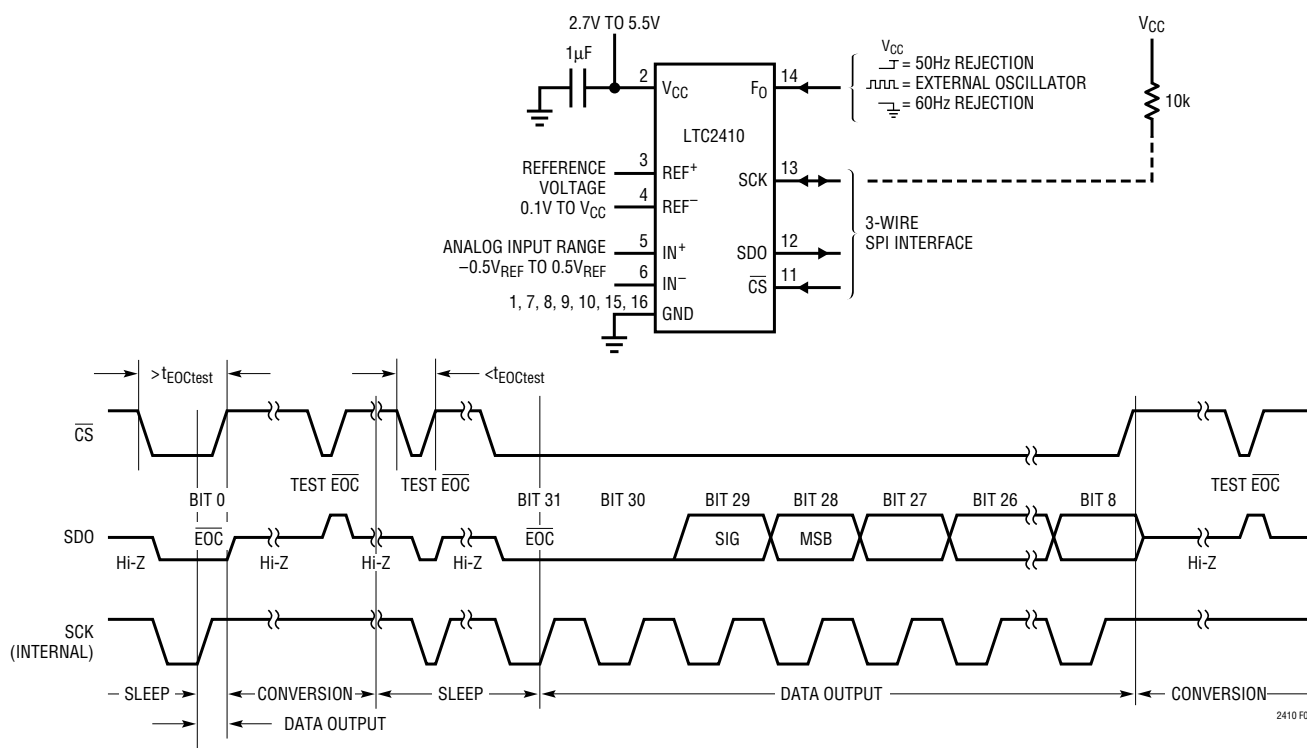 2.7V TO 5.5V
1µF
2
VCC
LTC2410
FO
14
VCC
= 50Hz REJECTION
= EXTERNAL OSCILLATOR
= 60Hz REJECTION
VCC
10k
REFERENCE
VOLTAGE
0.1V TO VCC
3
REF+
4
REF−
SCK
13
ANALOG INPUT RANGE
−0.5VREF TO 0.5VREF
5
IN+
6
IN−
SDO
12
CS
11
3-WIRE
SPI INTERFACE
1, 7, 8, 9, 10, 15, 16
GND
>tEOCtest
<tEOCtest
CS
TEST EOC
TEST EOC
TEST EOC
BIT 0
BIT 31
BIT 30
BIT 29
BIT 28
BIT 27
BIT 26
BIT 8
SDO
EOC
EOC
SIG
MSB
Hi-Z
Hi-Z
Hi-Z
Hi-Z
Hi-Z
SCK
(INTERNAL)
SLEEP
CONVERSION
SLEEP
DATA OUTPUT
CONVERSION
DATA OUTPUT